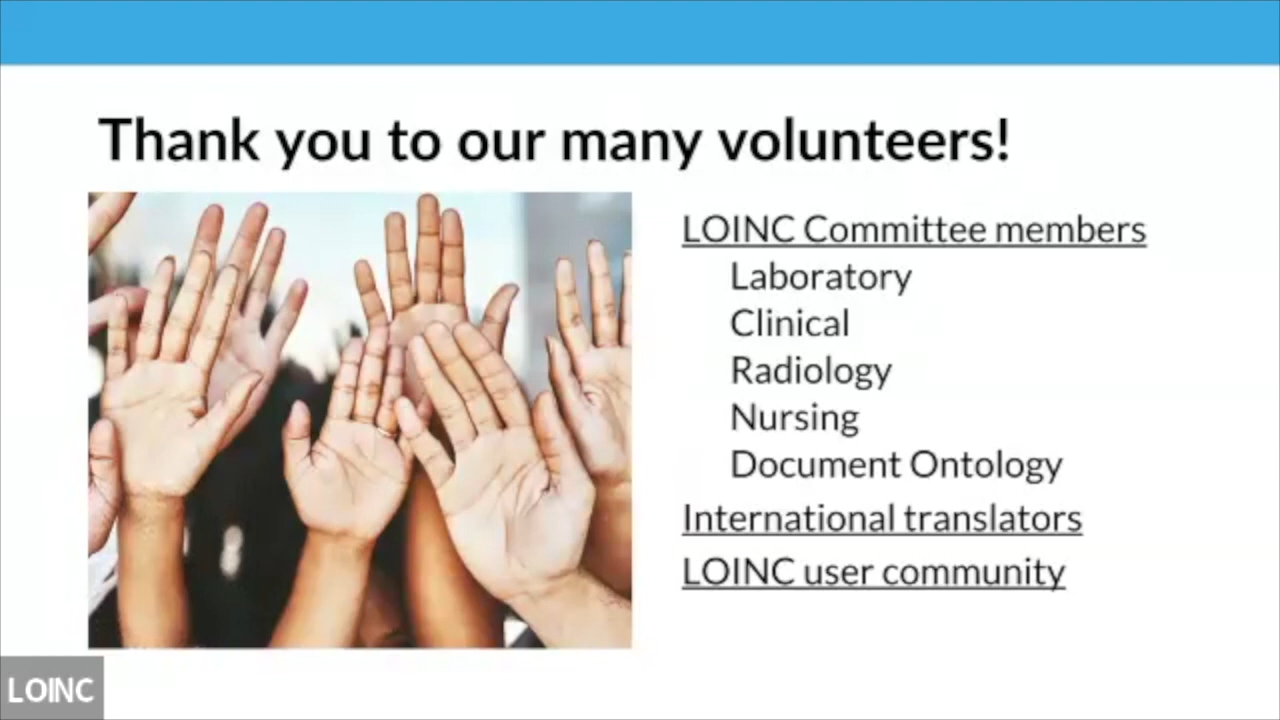 Thank you to our many volunteers!
LOINC Committee members
Laboratory
Clinical
Radiology
Nursing
Document Ontology
International translators
LOINC user community
LOINC